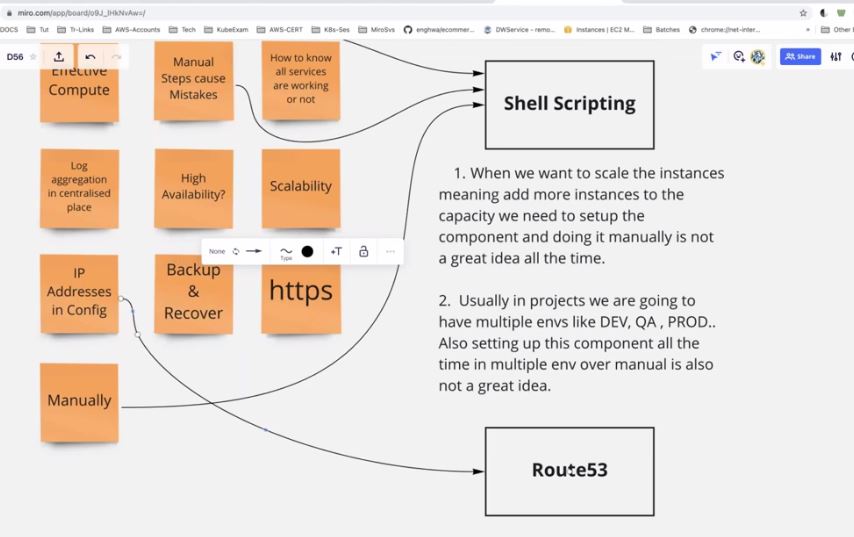 miro.com/app/board/o9J_lHkNvAw=/
DOCS
Tut
Tr-Links
AWS-Accounts
Tech
KubeExam
AWS-CERT
K8s-Ses
MiroSvs
enghwa/ecommer...
DWService - remo...
Instances | EC2 M...
Batches
chrome://net-inter...
»
Other
D56
Share
Effective
Compute
Manual
Steps cause
Mistakes
How to know
all services
are working
or not
Log
aggregation
in centralised
place
High
Availability?
Scalability
None
Type
+T
...
IP
Addresses
in Config
Backup
&
Recover
https
Manually
Shell Scripting
1. When we want to scale the instances
meaning add more instances to the
capacity we need to setup the
component and doing it manually is not
a great idea all the time.
2. Usually in projects we are going to
have multiple envs like DEV, QA , PROD..
Also setting up this component all the
time in multiple env over manual is also
not a great idea.
Route53